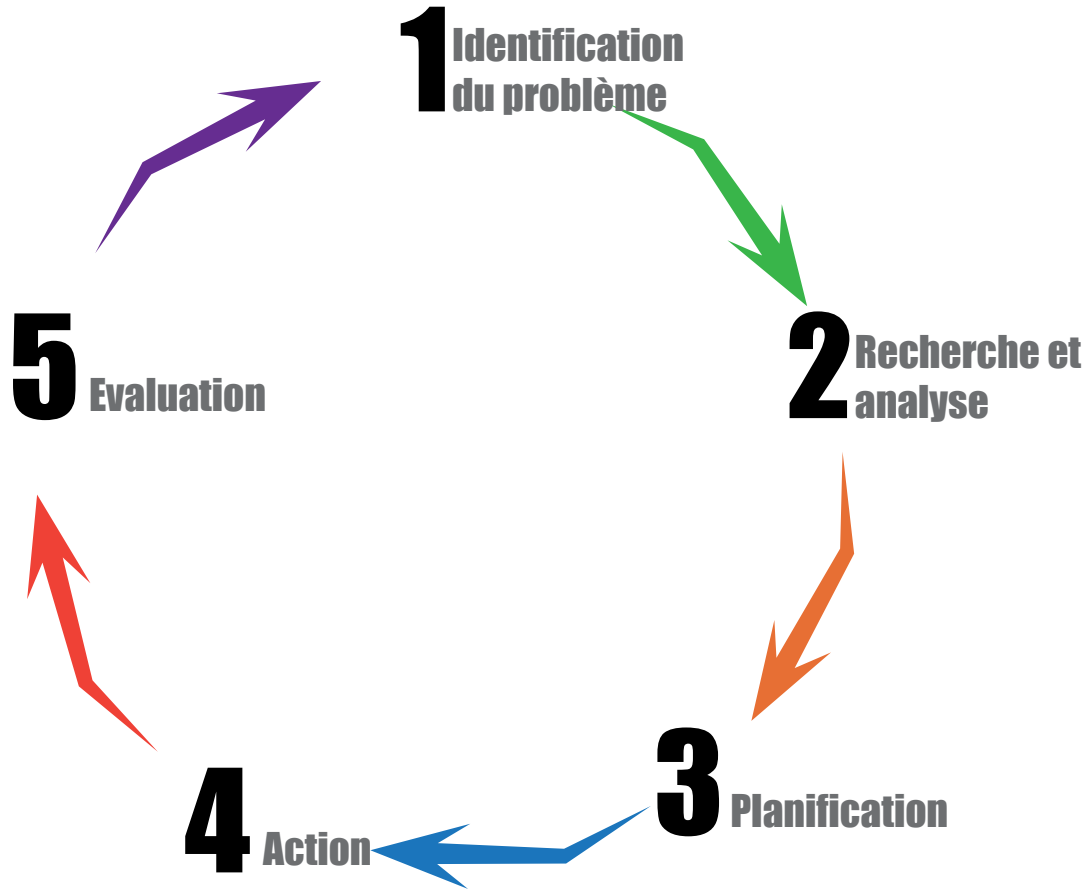 1 Identification
du problème
2 Recherche et
analyse
3 Planification
4 Action
5 Evaluation